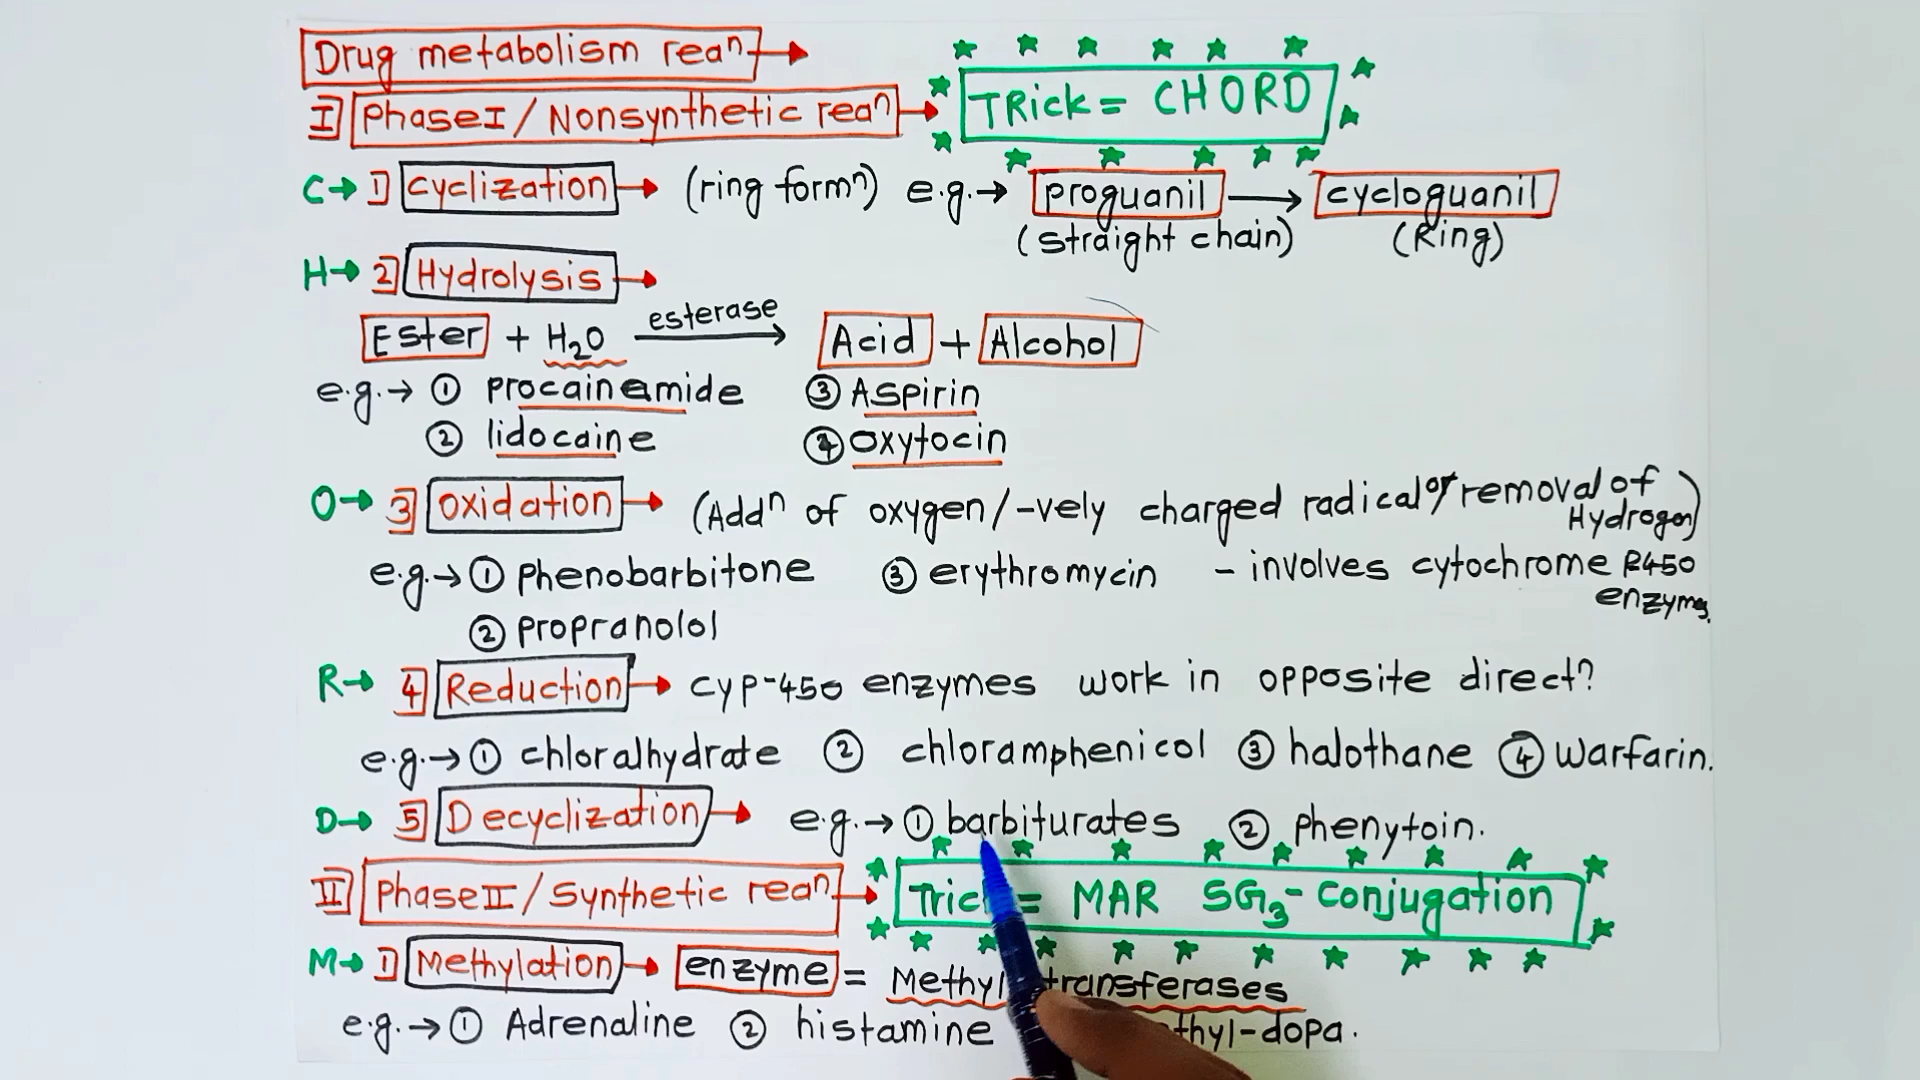 Drug metabolism reaⁿ →
I] Phase I / Nonsynthetic reaⁿ → TRick = CHORD
C → 1] cyclization → (ring formⁿ) e.g. → proguanil → cycloguanil
(straight chain) (Ring)
H → 2] Hydrolysis →
Ester + H₂O esterase → Acid + Alcohol
e.g. → ① procainamide ③ Aspirin
② lidocaine ④ oxytocin
O → 3] oxidation → (Addⁿ of oxygen/-vely charged radical or removal of Hydrogen)
e.g. → ① phenobarbitone ③ erythromycin - involves cytochrome P450 enzymes.
② propranolol
R → 4] Reduction → CYP-450 enzymes work in opposite directⁿ
e.g. → ① chloralhydrate ② chloramphenicol ③ halothane ④ warfarin.
D → 5] Decyclization → e.g. → ① barbiturates ② phenytoin.
II] Phase II / Synthetic reaⁿ → Trick = MAR SG₃-conjugation
M → 1] Methylation → enzyme = Methyl transferases
e.g. → ① Adrenaline ② histamine thyl-dopa.